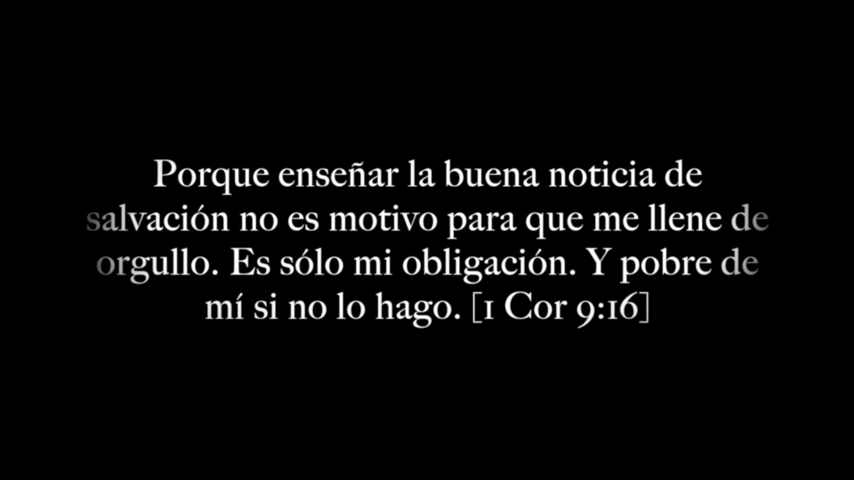 Porque enseñar la buena noticia de
salvación no es motivo para que me llene de
orgullo. Es sólo mi obligación. Y pobre de
mí si no lo hago. [1 Cor 9:16]